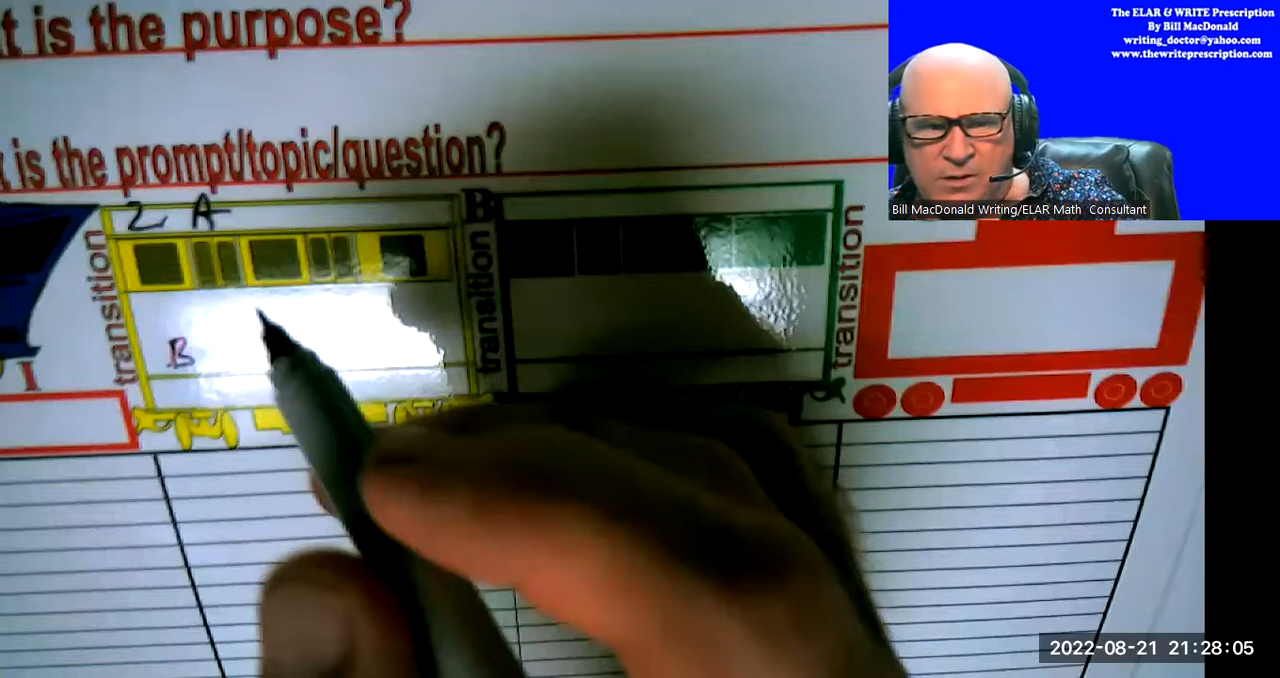 t is the purpose?
The ELAR & WRITE Prescription
By Bill MacDonald
writing_doctor@yahoo.com
www.thewriteprescription.com
is the prompt/topic/question?
Bill MacDonald Writing/ELAR Math Consultant
2 A
B
transition
transition
transition
1
2022-08-21 21:28:05